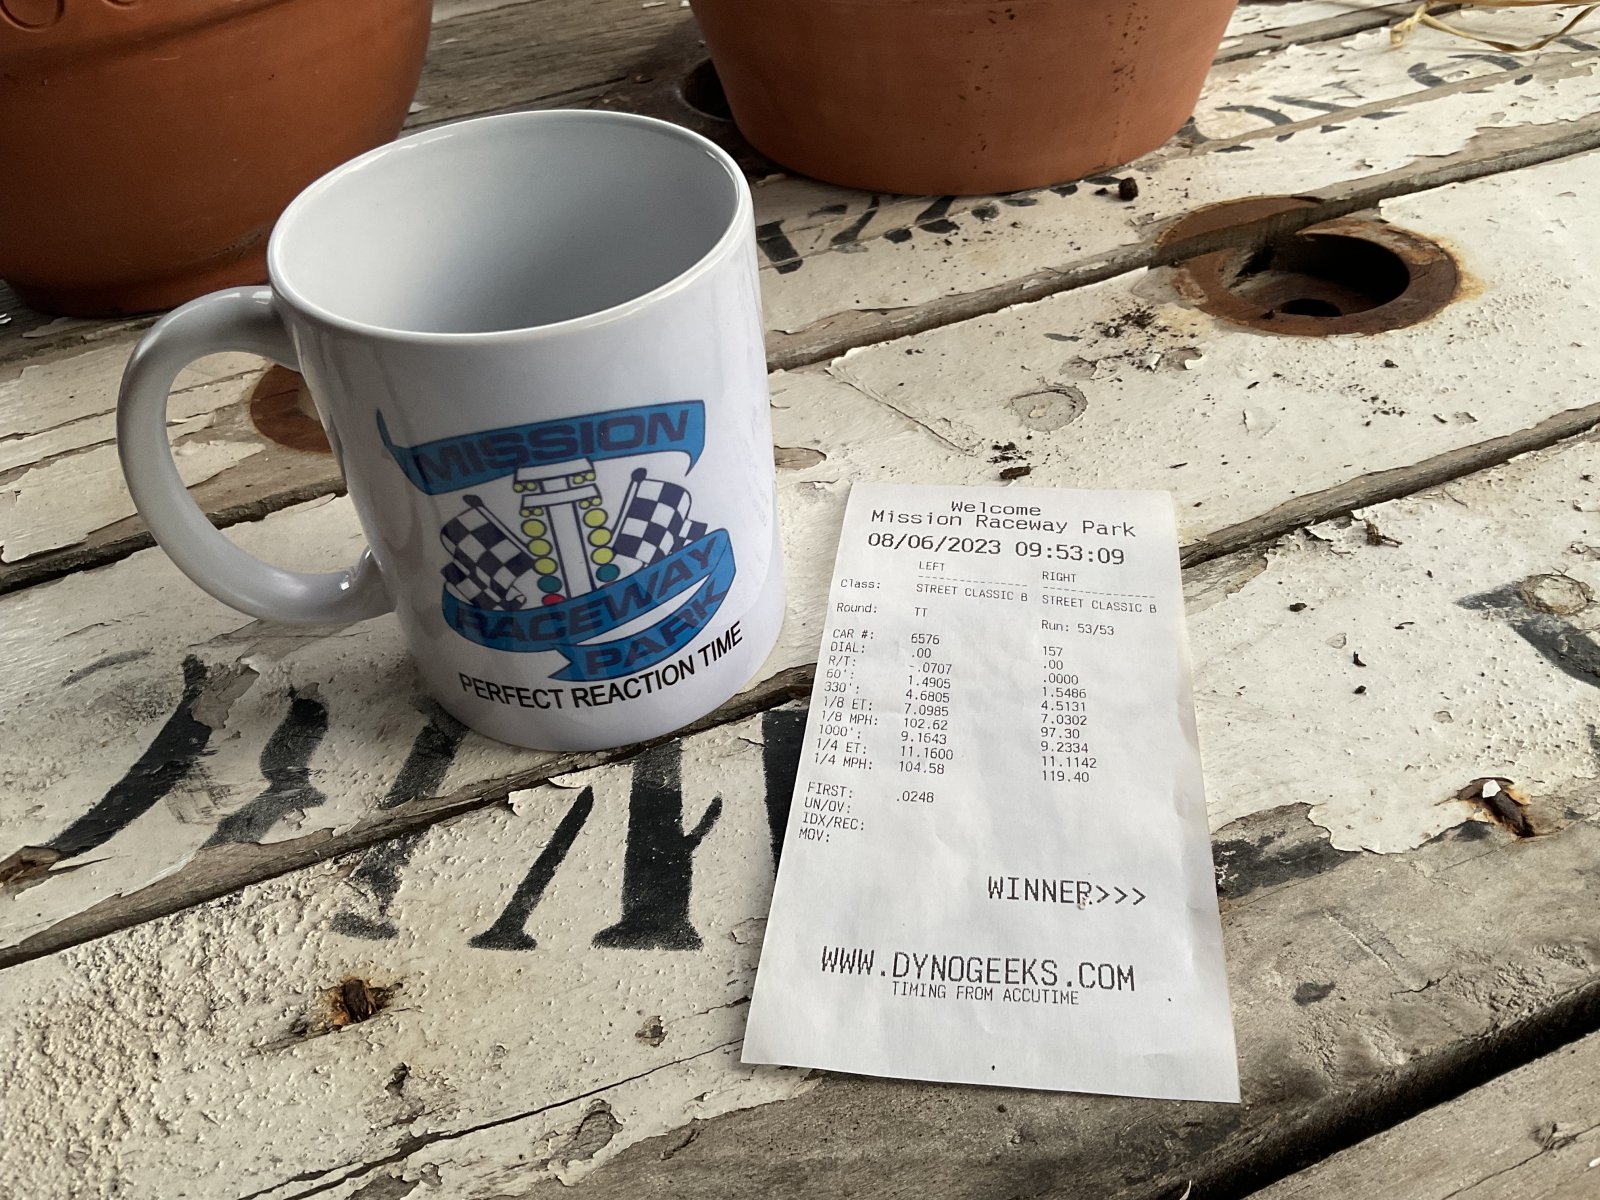 MISSION
RACEWAY
PARK
PERFECT REACTION TIME
Welcome
Mission Raceway Park
08/06/2023 09:53:09
LEFT RIGHT
Class: STREET CLASSIC B STREET CLASSIC B
Round: TT Run: 53/53
CAR #: 6576 157
DIAL: .00 .00
R/T: -.0707 .0000
60': 1.4905 1.5486
330': 4.6805 4.5131
1/8 ET: 7.0985 7.0302
1/8 MPH: 102.62 97.30
1000': 9.1643 9.2334
1/4 ET: 11.1600 11.1142
1/4 MPH: 104.58 119.40
FIRST: .0248
UN/OV:
IDX/REC:
MOV:
WINNER>>>
WWW.DYNOGEEKS.COM
TIMING FROM ACCUTIME